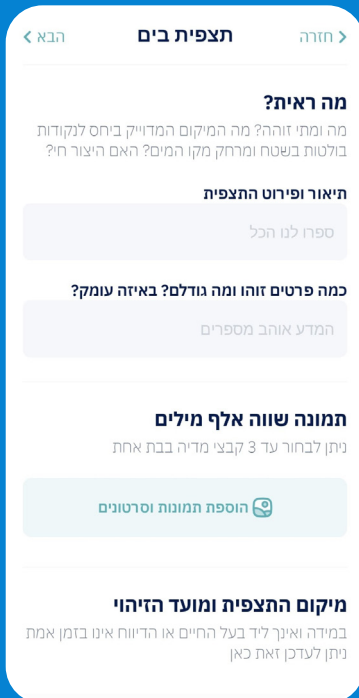 חזרה תצפית בים הבא
מה ראית?
מה ומתי זוהה? מה המיקום המדוייק ביחס לנקודות
בולטות בשטח ומרחק מקו המים? האם היצור חי?
תיאור ופירוט התצפית
ספרו לנו הכל
כמה פרטים זוהו ומה גודלם? באיזה עומק?
המדע אוהב מספרים
תמונה שווה אלף מילים
ניתן לבחור עד 3 קבצי מדיה בבת אחת
הוספת תמונות וסרטונים
מיקום התצפית ומועד הזיהוי
במידה ואינך ליד בעל החיים או הדיווח אינו בזמן אמת
ניתן לעדכן זאת כאן